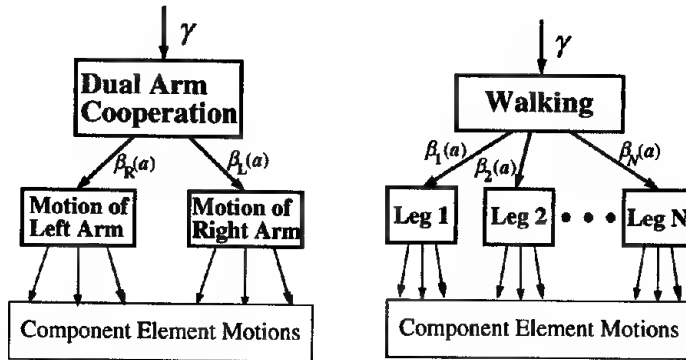 γ
Dual Arm
Cooperation
β_R(a)
β_L(a)
Motion of
Left Arm
Motion of
Right Arm
Component Element Motions
γ
Walking
β_1(a)
β_2(a)
β_N(a)
Leg 1
Leg 2
• • •
Leg N
Component Element Motions